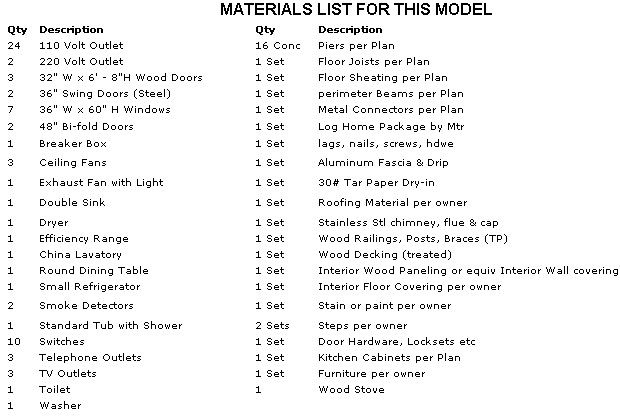 MATERIALS LIST FOR THIS MODEL
Qty Description Qty Description
24 110 Volt Outlet 16 Conc Piers per Plan
2 220 Volt Outlet 1 Set Floor Joists per Plan
3 32" W x 6' - 8"H Wood Doors 1 Set Floor Sheating per Plan
2 36" Swing Doors (Steel) 1 Set perimeter Beams per Plan
7 36" W x 60" H Windows 1 Set Metal Connectors per Plan
2 48" Bi-fold Doors 1 Set Log Home Package by Mtr
1 Breaker Box 1 Set lags, nails, screws, hdwe
3 Ceiling Fans 1 Set Aluminum Fascia & Drip
1 Exhaust Fan with Light 1 Set 30# Tar Paper Dry-in
1 Double Sink 1 Set Roofing Material per owner
1 Dryer 1 Set Stainless Stl chimney, flue & cap
1 Efficiency Range 1 Set Wood Railings, Posts, Braces (TP)
1 China Lavatory 1 Set Wood Decking (treated)
1 Round Dining Table 1 Set Interior Wood Paneling or equiv Interior Wall covering
1 Small Refrigerator 1 Set Interior Floor Covering per owner
2 Smoke Detectors 1 Set Stain or paint per owner
1 Standard Tub with Shower 2 Sets Steps per owner
10 Switches 1 Set Door Hardware, Locksets etc
3 Telephone Outlets 1 Set Kitchen Cabinets per Plan
3 TV Outlets 1 Set Furniture per owner
1 Toilet 1 Wood Stove
1 Washer